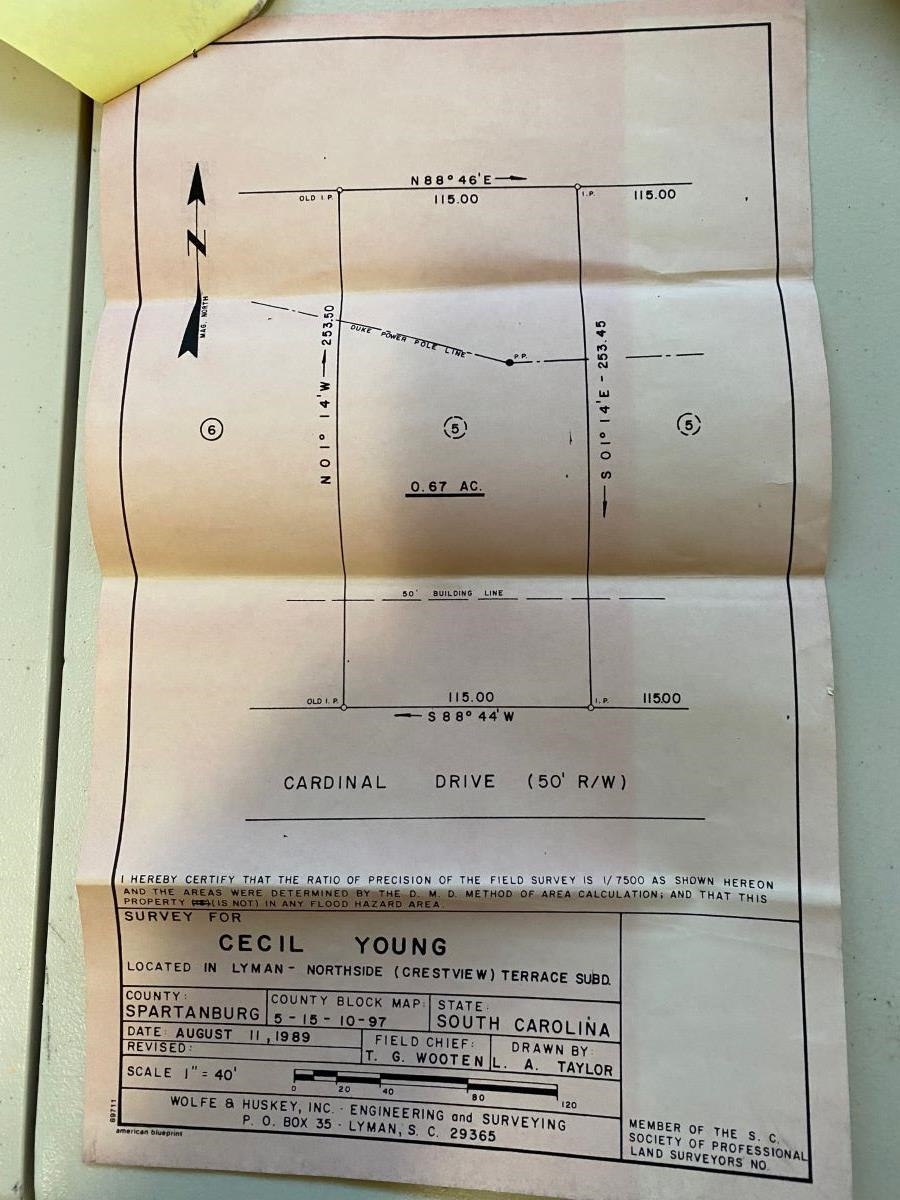 N 88° 46' E
OLD I. P.
115.00
I. P.
115.00
N
MAG. NORTH
N 01° 14' W 253.50
DUKE POWER POLE LINE
P. P.
S 01° 14' E - 253.45
6
5
5
0.67 AC.
50' BUILDING LINE
OLD I. P.
115.00
I. P.
115.00
S 88° 44' W
CARDINAL DRIVE (50' R/W)
I HEREBY CERTIFY THAT THE RATIO OF PRECISION OF THE FIELD SURVEY IS 1/7500 AS SHOWN HEREON
AND THE AREAS WERE DETERMINED BY THE D. M. D. METHOD OF AREA CALCULATION; AND THAT THIS
PROPERTY (IS NOT) IN ANY FLOOD HAZARD AREA.
SURVEY FOR
CECIL YOUNG
LOCATED IN LYMAN - NORTHSIDE (CRESTVIEW) TERRACE SUBD.
COUNTY:
SPARTANBURG
COUNTY BLOCK MAP:
5 - 15 - 10 - 97
STATE:
SOUTH CAROLINA
DATE: AUGUST 11, 1989
REVISED:
FIELD CHIEF:
T. G. WOOTEN
DRAWN BY:
L. A. TAYLOR
SCALE 1" = 40'
0 20 40 80 120
WOLFE & HUSKEY, INC. - ENGINEERING and SURVEYING
P. O. BOX 35 - LYMAN, S. C. 29365
MEMBER OF THE S. C.
SOCIETY OF PROFESSIONAL
LAND SURVEYORS NO.
89711
american blueprint